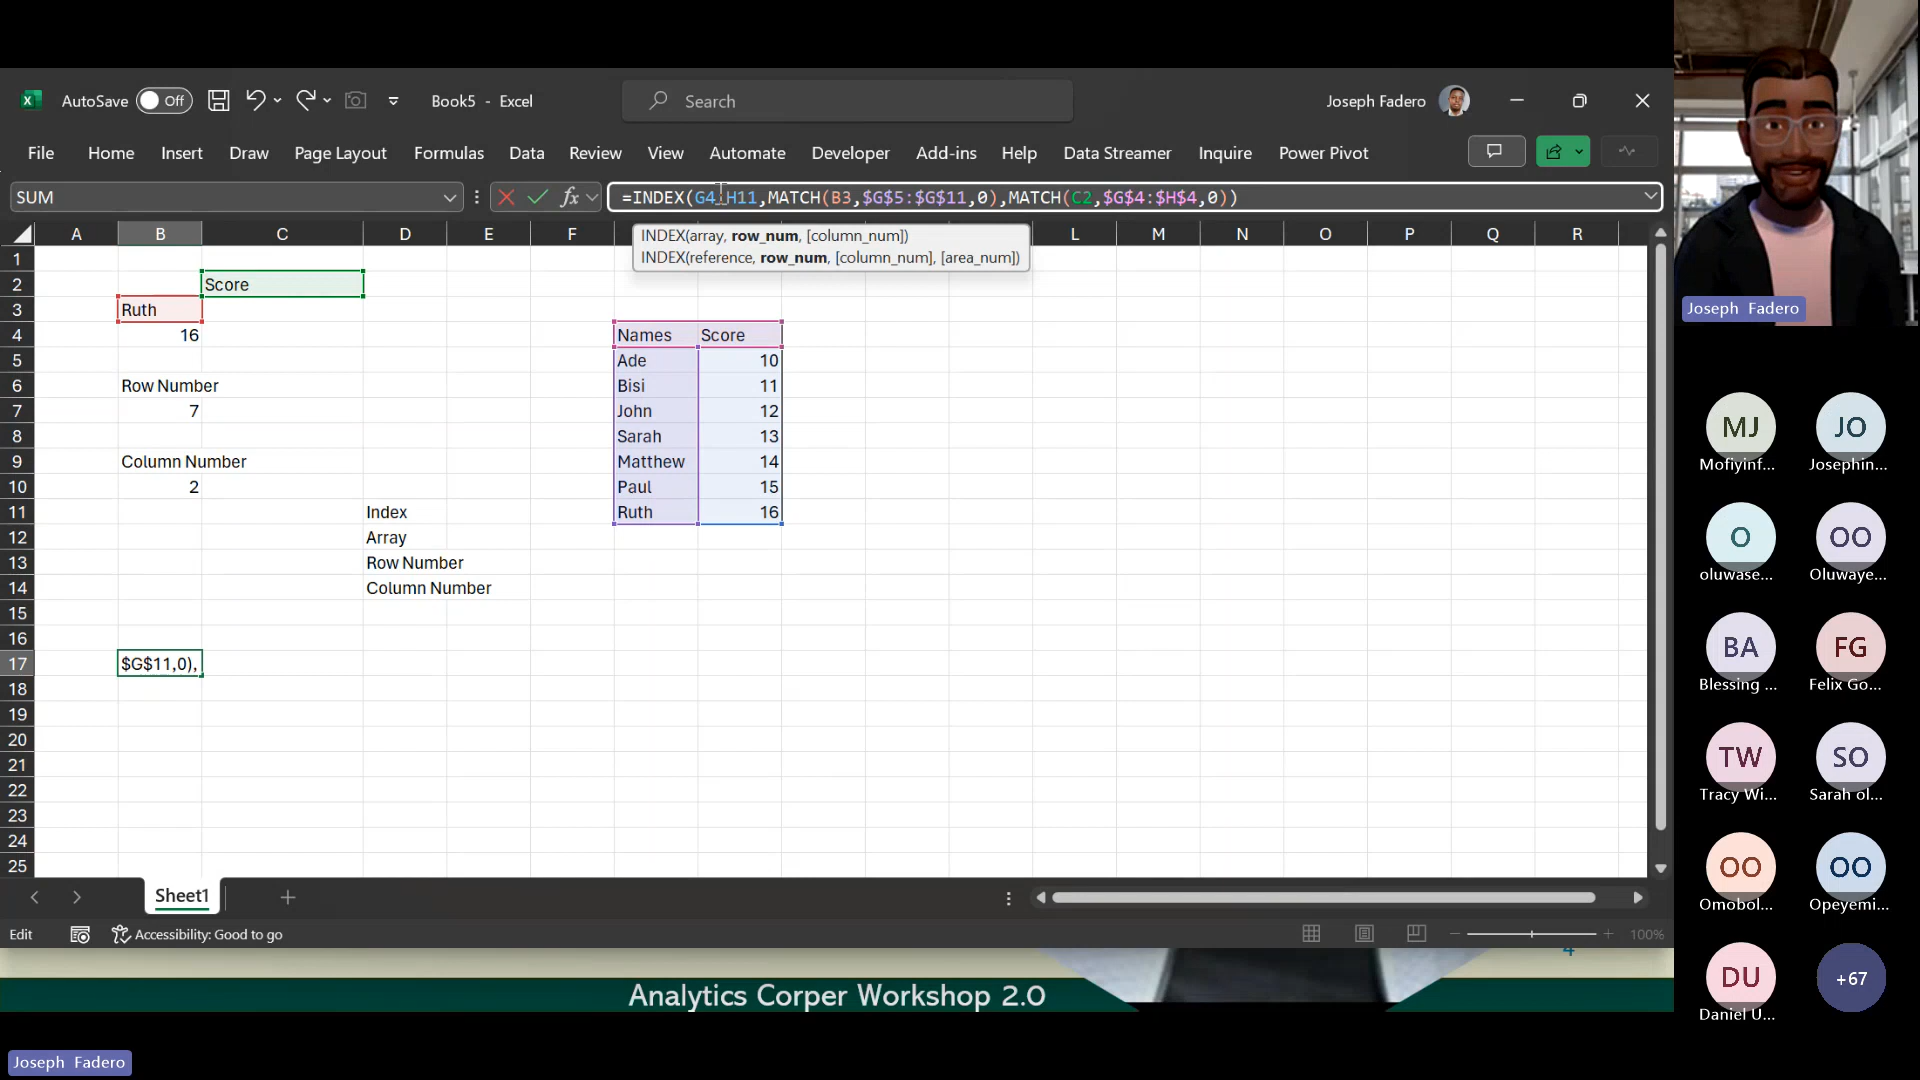 AutoSave Off Book5 - Excel Search Joseph Fadero
File Home Insert Draw Page Layout Formulas Data Review View Automate Developer Add-ins Help Data Streamer Inquire Power Pivot
SUM fx =INDEX(G4:H11,MATCH(B3,$G$5:$G$11,0),MATCH(C2,$G$4:$H$4,0))
INDEX(array, row_num, [column_num])
INDEX(reference, row_num, [column_num], [area_num])
A B C D E F L M N O P Q R
1
2 Score
3 Ruth
4 16 Names Score
5 Ade 10
6 Row Number Bisi 11
7 7 John 12
8 Sarah 13
9 Column Number Matthew 14
10 2 Paul 15
11 Index Ruth 16
12 Array
13 Row Number
14 Column Number
15
16
17 $G$11,0),
18
19
20
21
22
23
24
25
Sheet1
Edit Accessibility: Good to go 100%
4
Analytics Corper Workshop 2.0
Joseph Fadero
Joseph Fadero
MJ JO
Mofiyinf... Josephin...
O OO
oluwase... Oluwaye...
BA FG
Blessing ... Felix Go...
TW SO
Tracy Wi... Sarah ol...
OO OO
Omobol... Opeyemi...
DU +67
Daniel U...